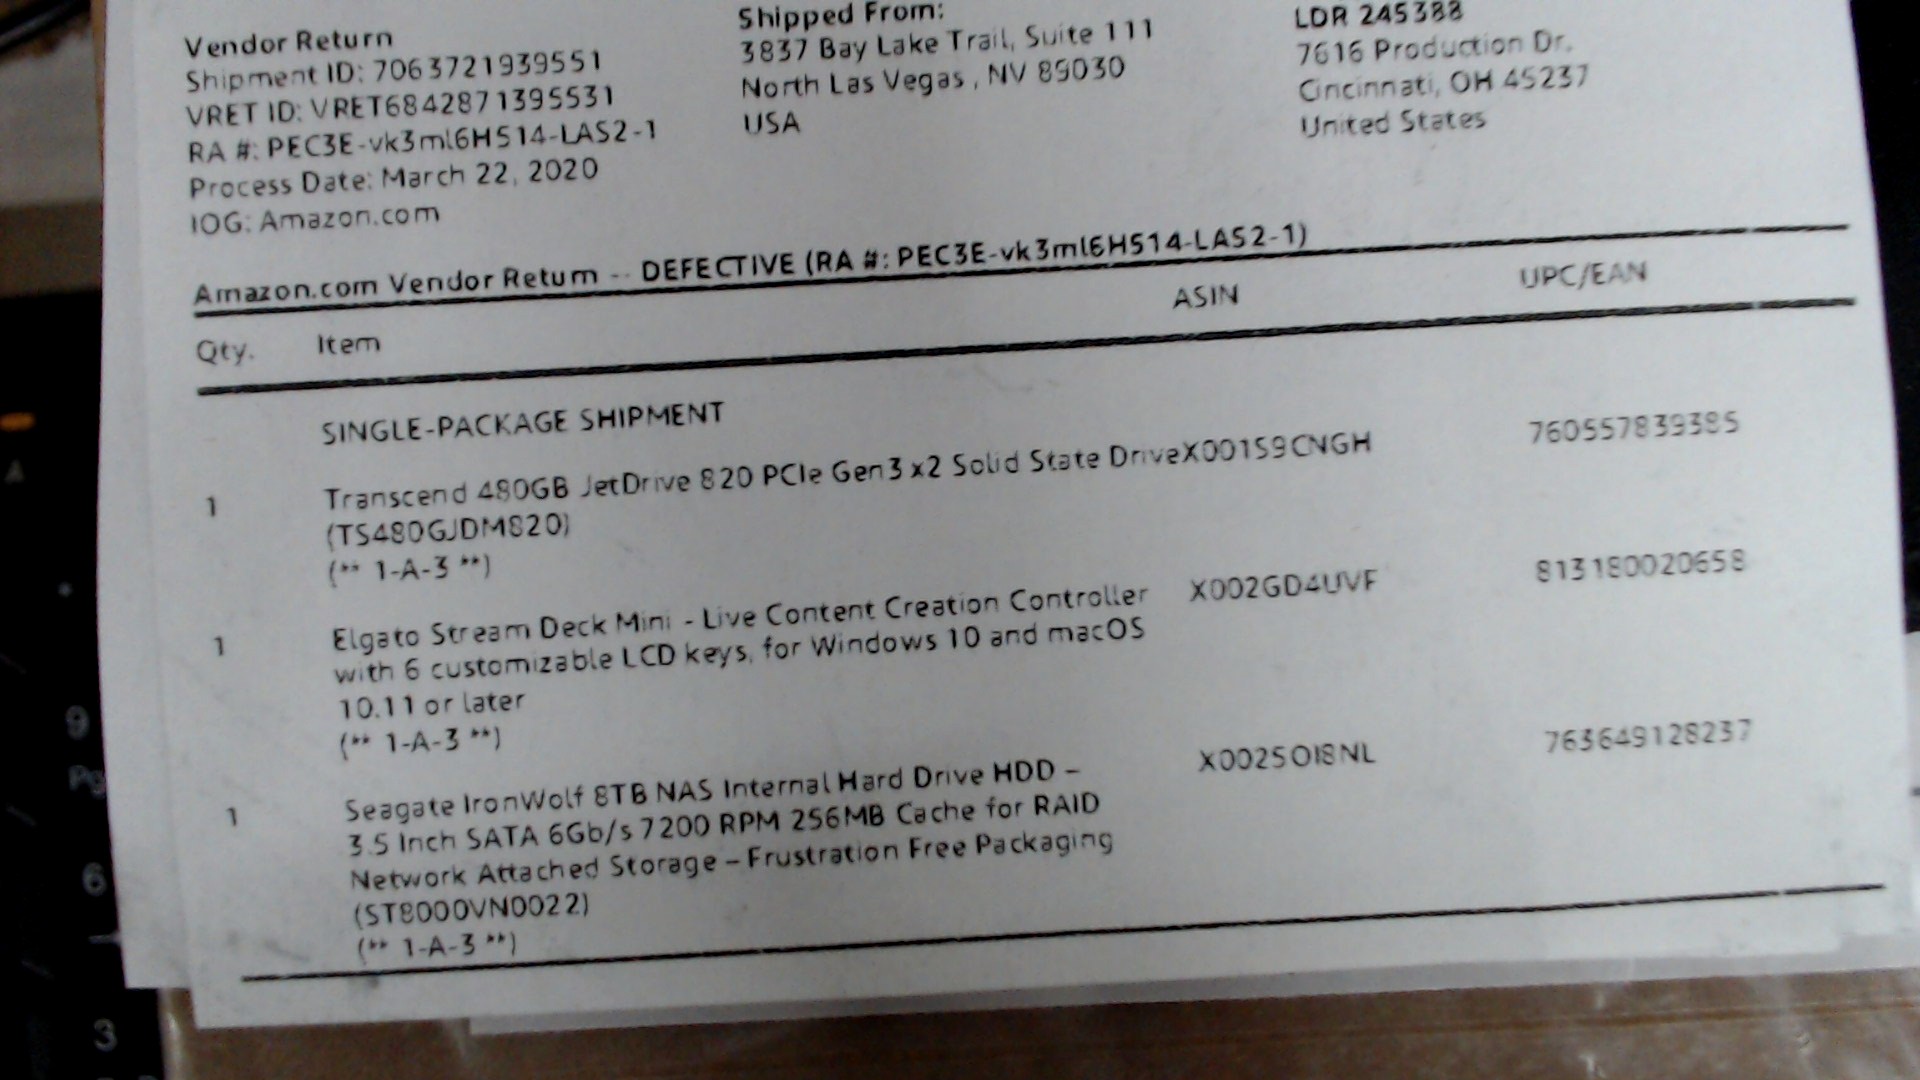 Vendor Return
Shipment ID: 7063721939551
VRET ID: VRET6842871395531
RA #: PEC3E-vk3ml6H514-LAS2-1
Process Date: March 22, 2020
IOG: Amazon.com
Shipped From:
3837 Bay Lake Trail, Suite 111
North Las Vegas, NV 89030
USA
LDR 245388
7616 Production Dr.
Cincinnati, OH 45237
United States
Amazon.com Vendor Return -- DEFECTIVE (RA #: PEC3E-vk3ml6H514-LAS2-1)
Qty. Item ASIN UPC/EAN
SINGLE-PACKAGE SHIPMENT
1 Transcend 480GB JetDrive 820 PCIe Gen3 x2 Solid State Drive X001S9CNGH 760557839385
(TS480GJDM820)
(** 1-A-3 **)
1 Elgato Stream Deck Mini - Live Content Creation Controller X002GD4UVF 813180020658
with 6 customizable LCD keys, for Windows 10 and macOS
10.11 or later
(** 1-A-3 **)
1 Seagate IronWolf 8TB NAS Internal Hard Drive HDD – X0025OI8NL 763649128237
3.5 Inch SATA 6Gb/s 7200 RPM 256MB Cache for RAID
Network Attached Storage – Frustration Free Packaging
(ST8000VN0022)
(** 1-A-3 **)
9
6
3